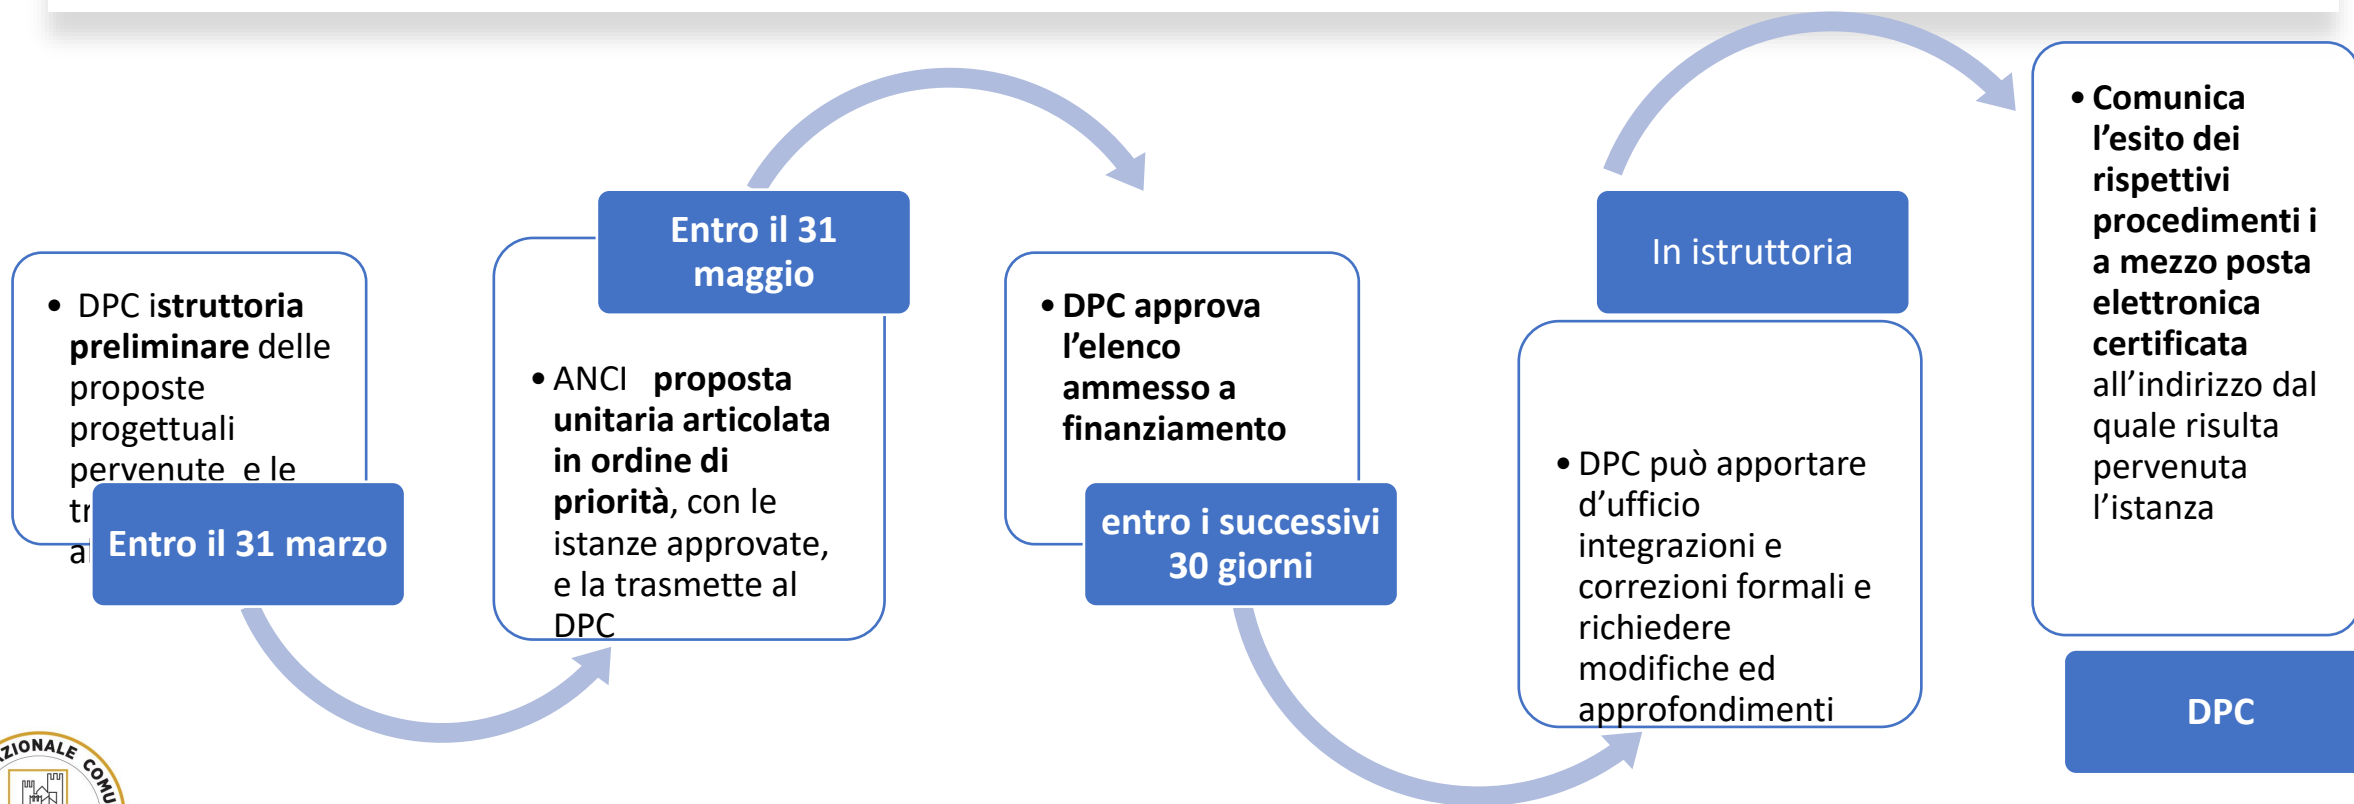 • DPC istruttoria
preliminare delle
proposte
progettuali
pervenute e le
Entro il 31 marzo
Entro il 31
maggio
• ANCI proposta
unitaria articolata
in ordine di
priorità, con le
istanze approvate,
e la trasmette al
DPC
• DPC approva
l’elenco
ammesso a
finanziamento
entro i successivi
30 giorni
In istruttoria
• DPC può apportare
d’ufficio
integrazioni e
correzioni formali e
richiedere
modifiche ed
approfondimenti
• Comunica
l’esito dei
rispettivi
procedimenti i
a mezzo posta
elettronica
certificata
all’indirizzo dal
quale risulta
pervenuta
l’istanza
DPC
ZIONALE COMU